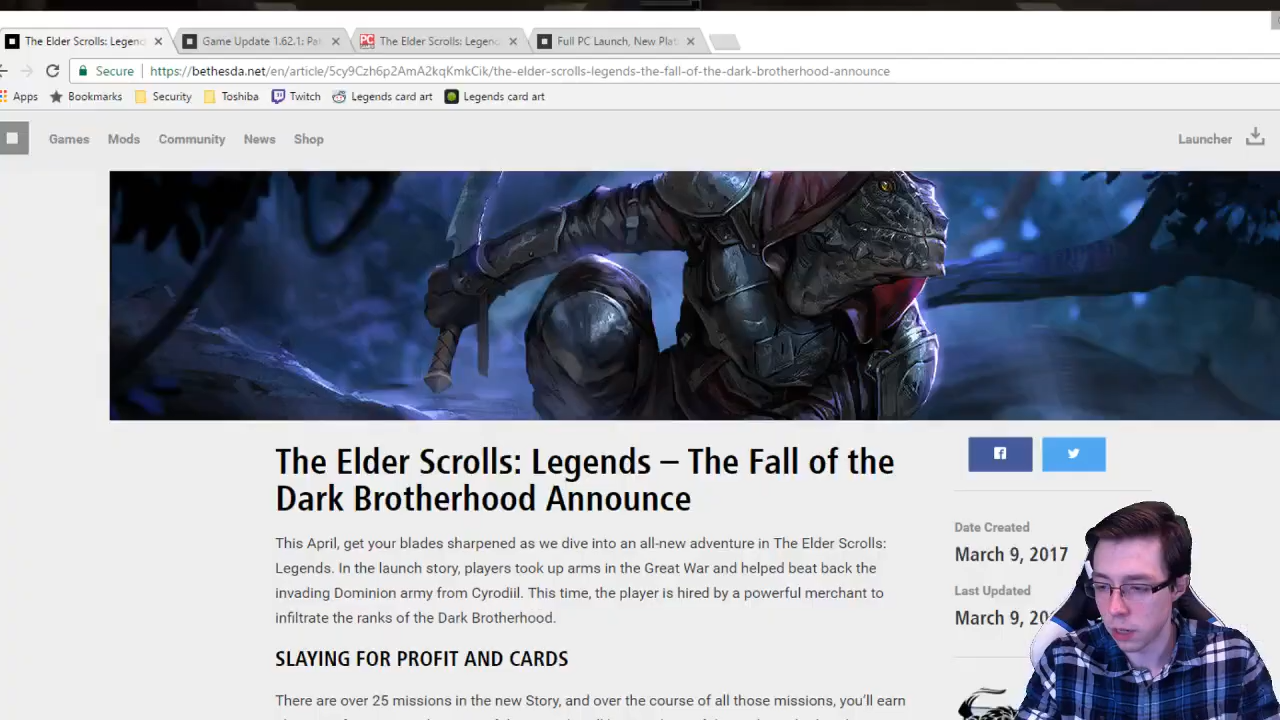 The Elder Scrolls: Legend
Game Update 1.62.1: Pat
The Elder Scrolls: Legend
Full PC Launch, New Plat
Secure
https://bethesda.net/en/article/5cy9Czh6p2AmA2kqKmkCik/the-elder-scrolls-legends-the-fall-of-the-dark-brotherhood-announce
Apps Bookmarks Security Toshiba Twitch Legends card art Legends card art
Games Mods Community News Shop Launcher
The Elder Scrolls: Legends – The Fall of the
Dark Brotherhood Announce
This April, get your blades sharpened as we dive into an all-new adventure in The Elder Scrolls:
Legends. In the launch story, players took up arms in the Great War and helped beat back the
invading Dominion army from Cyrodiil. This time, the player is hired by a powerful merchant to
infiltrate the ranks of the Dark Brotherhood.
SLAYING FOR PROFIT AND CARDS
There are over 25 missions in the new Story, and over the course of all those missions, you'll earn
Date Created
March 9, 2017
Last Updated
March 9, 20